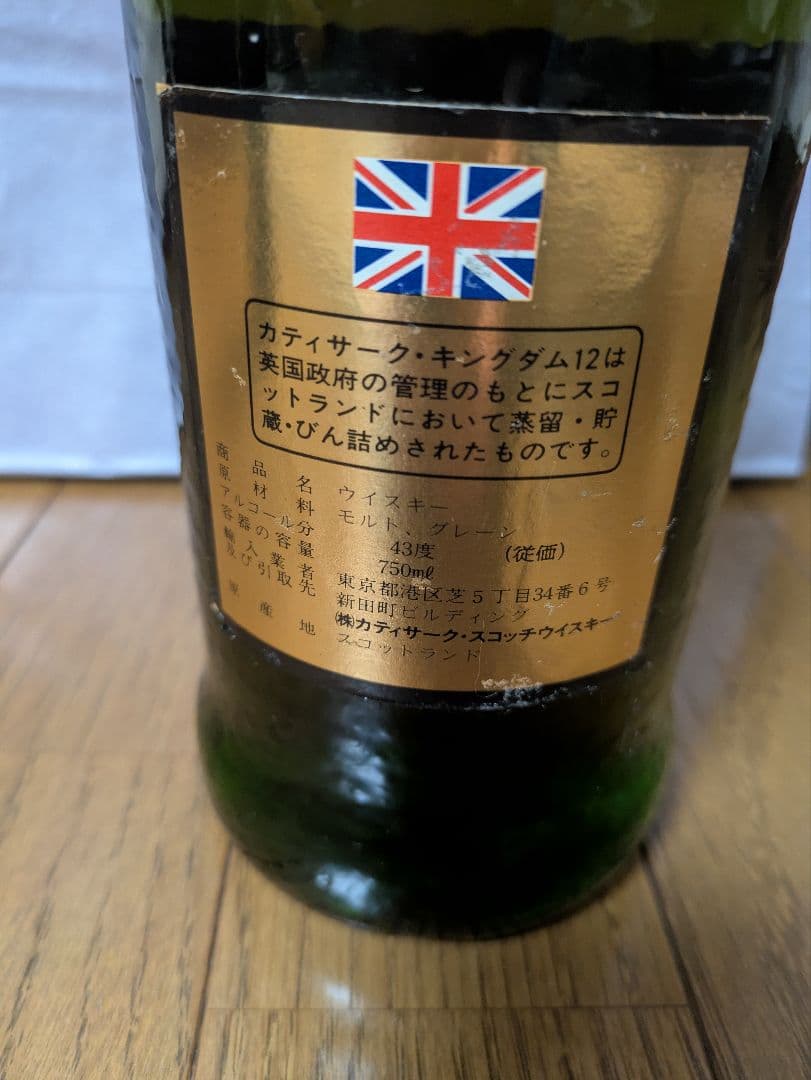 カティサーク・キングダム12は
英国政府の管理のもとにスコ
ットランドにおいて蒸留・貯
蔵・びん詰めされたものです。
商品名 ウイスキー
原材料 モルト、グレーン
アルコール分 43度 (従価)
容器の容量 750ml
輸入業者 東京都港区芝5丁目34番6号
及び引取先 新田町ビルディング
㈱カティサーク・スコッチウイスキー
原産地 スコットランド